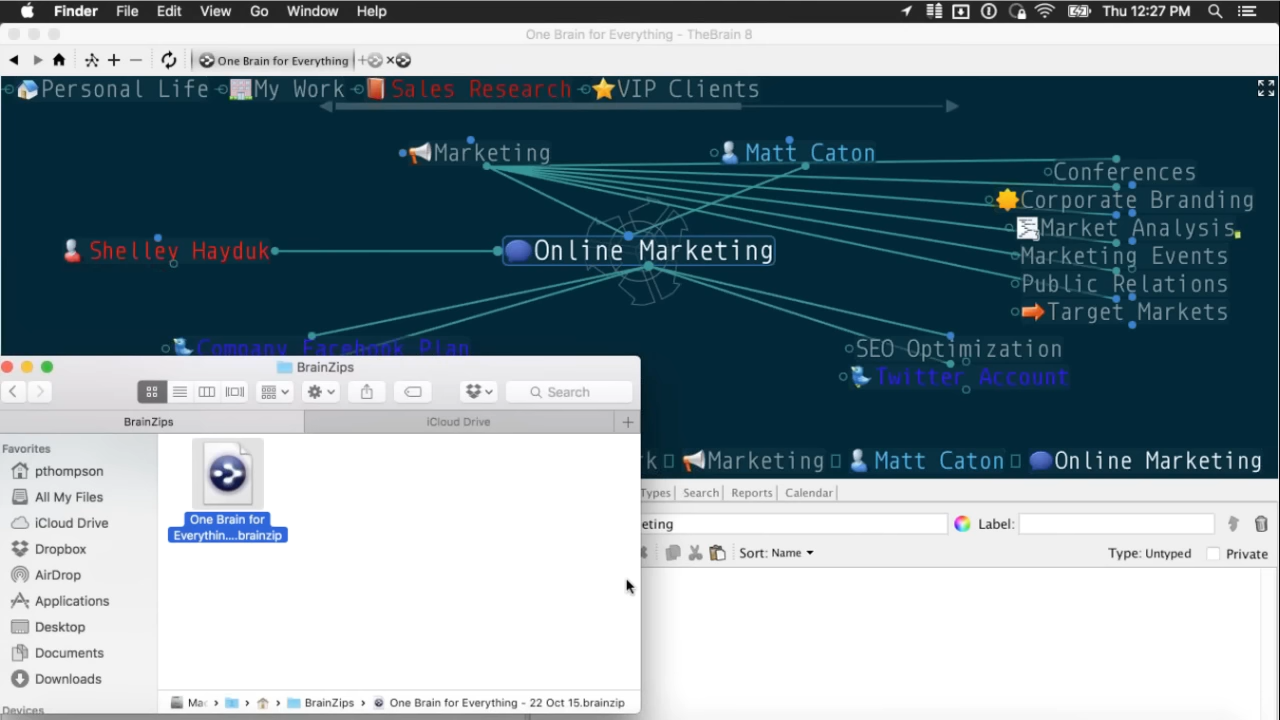 Finder File Edit View Go Window Help Thu 12:27 PM
One Brain for Everything - TheBrain 8
One Brain for Everything
Personal Life My Work Sales Research VIP Clients
Marketing
Matt Caton
Conferences
Corporate Branding
Market Analysis
Marketing Events
Public Relations
Target Markets
Shelley Hayduk
Online Marketing
Company Facebook Plan
SEO Optimization
Twitter Account
k Marketing Matt Caton Online Marketing
Types Search Reports Calendar
eting Label:
Sort: Name Type: Untyped Private
BrainZips
Search
BrainZips iCloud Drive
Favorites
pthompson
All My Files
iCloud Drive
Dropbox
AirDrop
Applications
Desktop
Documents
Downloads
Devices
One Brain for
Everythin....brainzip
Mac › › › BrainZips › One Brain for Everything - 22 Oct 15.brainzip